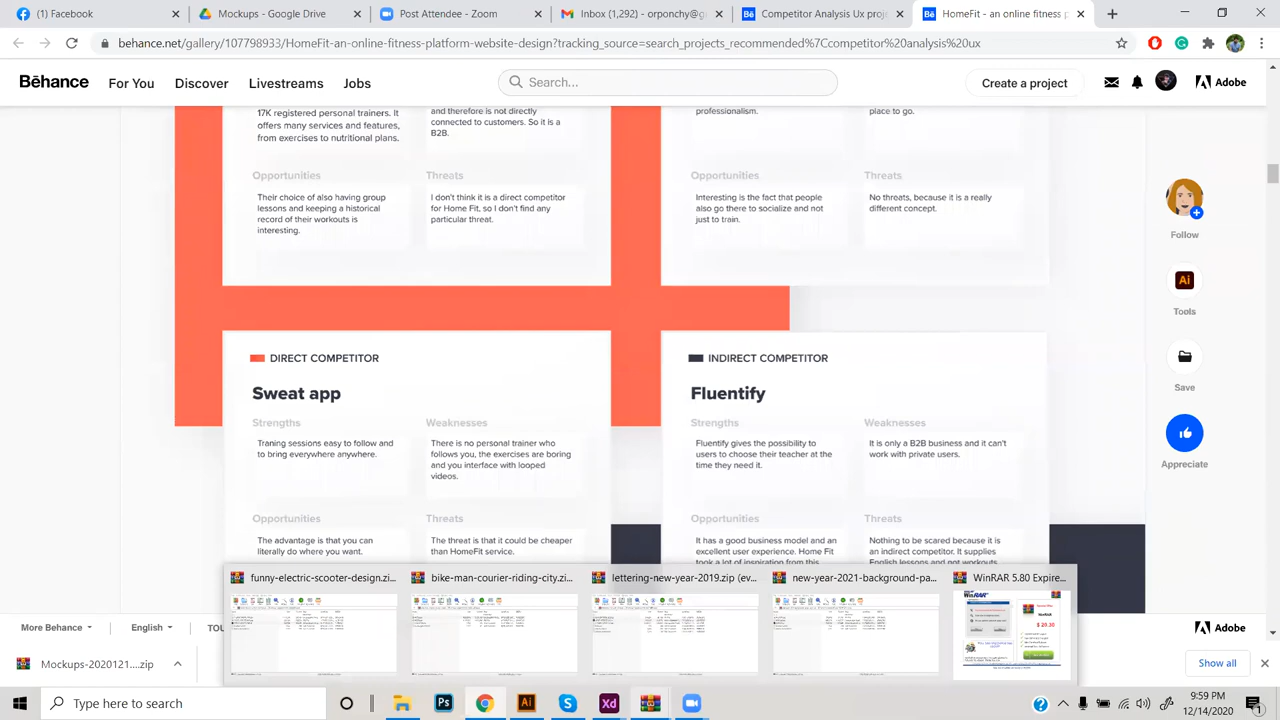 (1) Facebook
Mockups - Google Drive
Post Attendee - Zoom
Inbox (1,292) - orponchy@g
Competitor Analysis Ux proj
HomeFit - an online fitness p
behance.net/gallery/107798933/HomeFit-an-online-fitness-platform-website-design?tracking_source=search_projects_recommended%7Ccompetitor%20analysis%20ux
Bēhance
For You
Discover
Livestreams
Jobs
Search...
Create a project
Adobe
17K registered personal trainers. It
offers many services and features,
from exercises to nutritional plans.
and therefore is not directly
connected to customers. So it is a
B2B.
professionalism.
place to go.
Opportunities
Threats
Their choice of also having group
lessons and keeping a historical
record of their workouts is
interesting.
I don't think it is a direct competitor
for Home Fit, so I don't find any
particular threat.
Opportunities
Threats
Interesting is the fact that people
also go there to socialize and not
just to train.
No threats, because it is a really
different concept.
Follow
Ai
Tools
Save
Appreciate
DIRECT COMPETITOR
Sweat app
Strengths
Weaknesses
Traning sessions easy to follow and
to bring everywhere anywhere.
There is no personal trainer who
follows you, the exercises are boring
and you interface with looped
videos.
Opportunities
Threats
The advantage is that you can
literally do where you want.
The threat is that it could be cheaper
than HomeFit service.
INDIRECT COMPETITOR
Fluentify
Strengths
Weaknesses
Fluentify gives the possibility to
users to choose their teacher at the
time they need it.
It is only a B2B business and it can't
work with private users.
Opportunities
Threats
It has a good business model and an
excellent user experience. Home Fit
took a lot of inspiration from this
Nothing to be scared because it is
an indirect competitor. It supplies
English lessons and not workouts
funny-electric-scooter-design.zi...
bike-man-courier-riding-city.zi...
lettering-new-year-2019.zip (ev...
new-year-2021-background-pa...
WinRAR 5.80 Expire...
WinRAR
$ 20.30
More Behance
English
TOU
Adobe
Mockups-2020121....zip
Show all
Type here to search
Ps
Ai
Xd
9:59 PM
12/14/2020
1